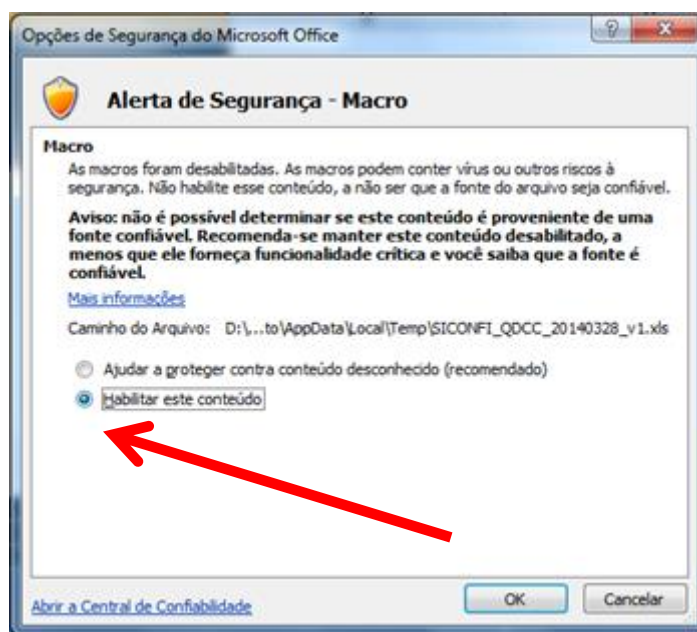 Opções de Segurança do Microsoft Office
Alerta de Segurança - Macro
Macro
As macros foram desabilitadas. As macros podem conter vírus ou outros riscos à
segurança. Não habilite esse conteúdo, a não ser que a fonte do arquivo seja confiável.
Aviso: não é possível determinar se este conteúdo é proveniente de uma
fonte confiável. Recomenda-se manter este conteúdo desabilitado, a
menos que ele forneça funcionalidade crítica e você saiba que a fonte é
confiável.
Mais informações
Caminho do Arquivo: D:\...to\AppData\Local\Temp\SICONFI_QDCC_20140328_v1.xls
Ajudar a proteger contra conteúdo desconhecido (recomendado)
Habilitar este conteúdo
Abrir a Central de Confiabilidade
OK
Cancelar